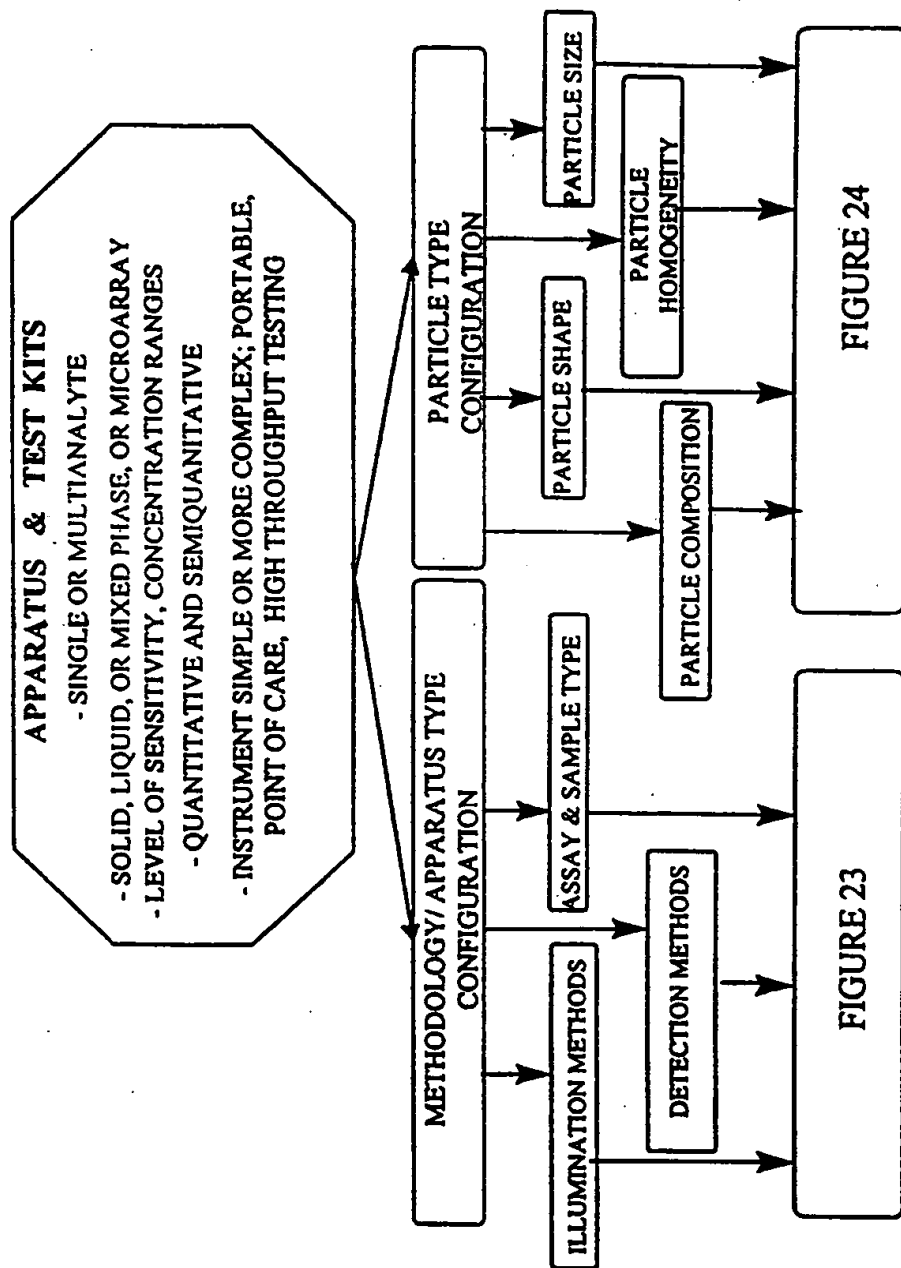 APPARATUS & TEST KITS
- SINGLE OR MULTIANALYTE
- SOLID, LIQUID, OR MIXED PHASE, OR MICROARRAY
- LEVEL OF SENSITIVITY, CONCENTRATION RANGES
- QUANTITATIVE AND SEMIQUANITATIVE
- INSTRUMENT SIMPLE OR MORE COMPLEX; PORTABLE,
POINT OF CARE, HIGH THROUGHPUT TESTING
METHODOLOGY/ APPARATUS TYPE
CONFIGURATION
ILLUMINATION METHODS
DETECTION METHODS
ASSAY & SAMPLE TYPE
FIGURE 23
PARTICLE TYPE
CONFIGURATION
PARTICLE COMPOSITION
PARTICLE SHAPE
PARTICLE
HOMOGENEITY
PARTICLE SIZE
FIGURE 24